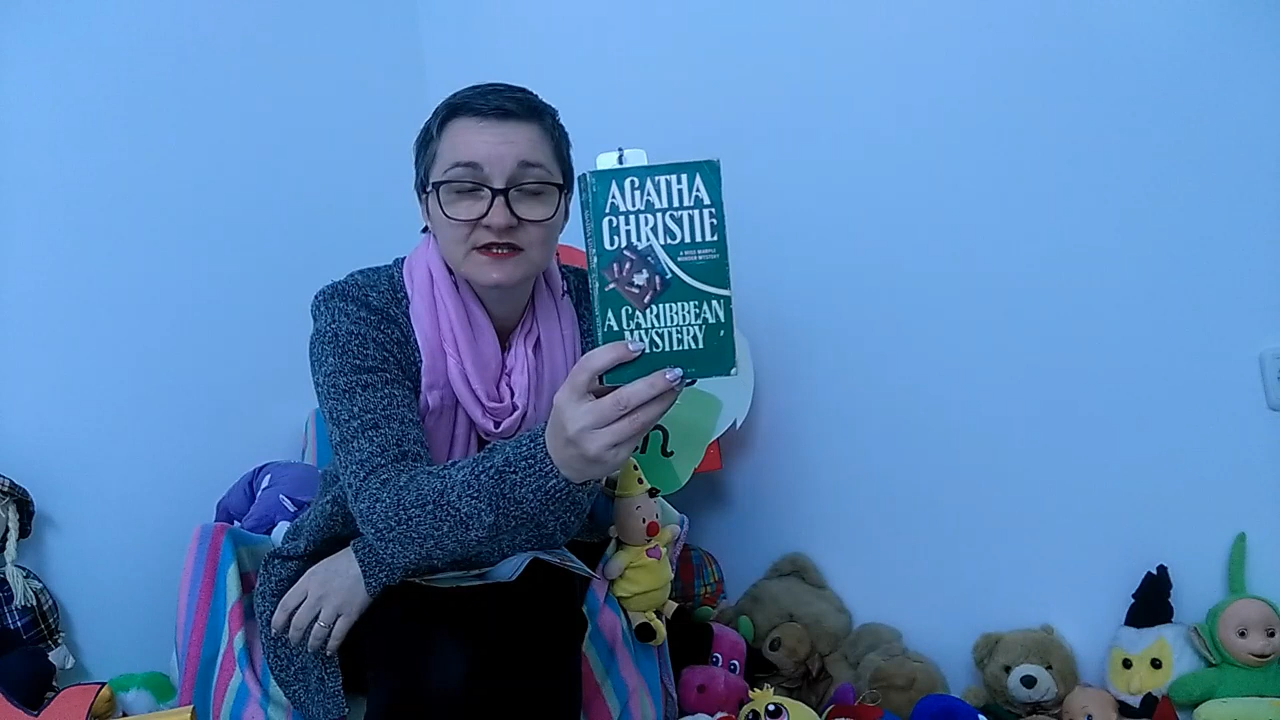 AGATHA
CHRISTIE
A MISS MARPLE
MURDER MYSTERY
A CARIBBEAN
MYSTERY